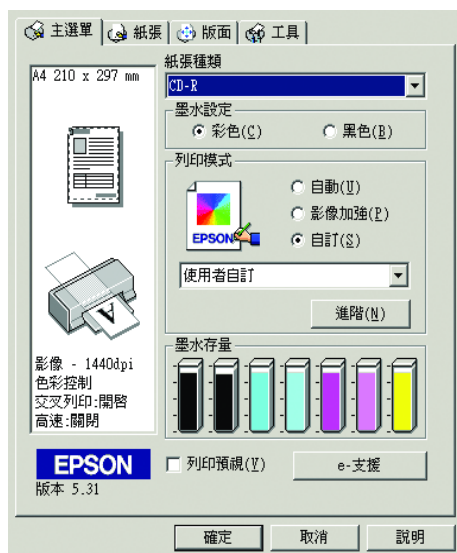 主選單 紙張 版面 工具
A4 210 x 297 mm
紙張種類
CD-R
墨水設定
彩色(C) 黑色(B)
列印模式
自動(U)
影像加強(P)
自訂(S)
EPSON
使用者自訂
進階(N)
A
影像 - 1440dpi
色彩控制
交叉列印:開啓
高速:關閉
墨水存量
EPSON
版本 5.31
列印預視(V)
e-支援
確定 取消 說明